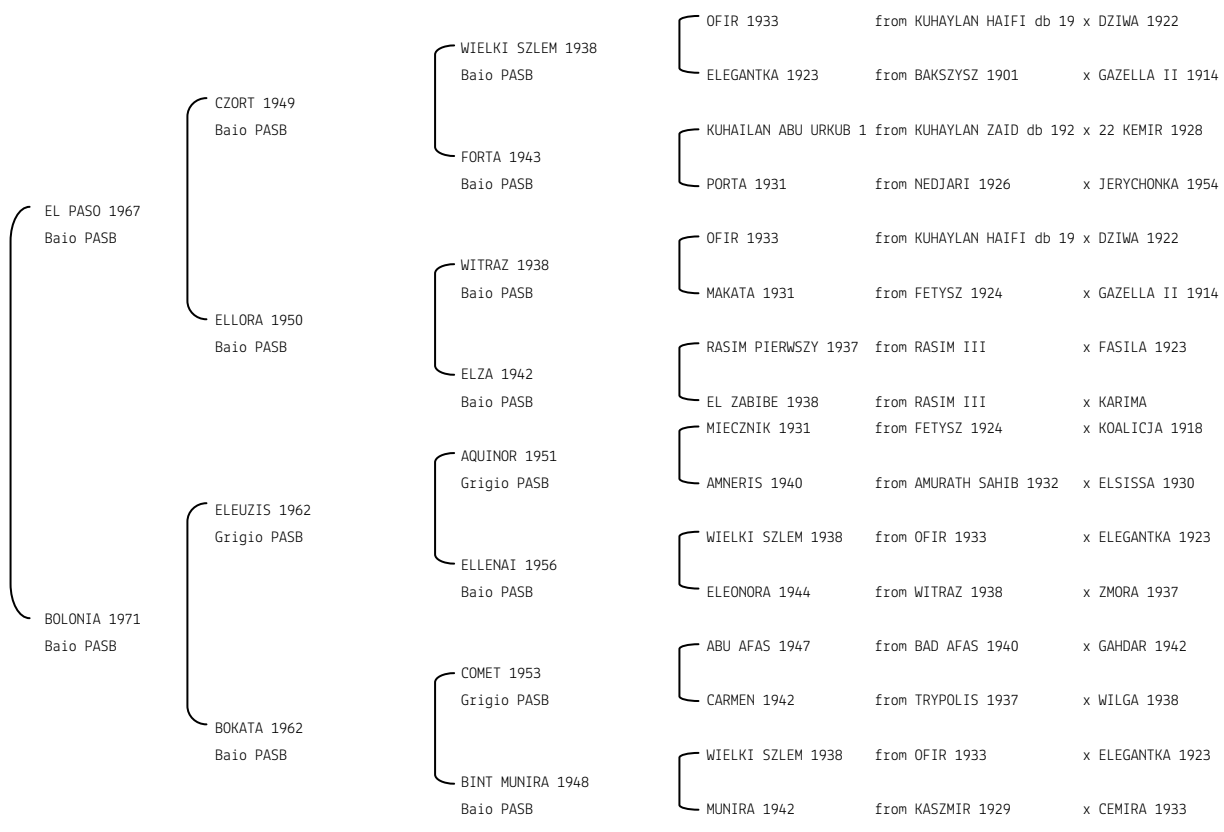 OFIR 1933 from KUHAYLAN HAIFI db 19 x DZIWA 1922
WIELKI SZLEM 1938
Baio PASB
ELEGANTKA 1923 from BAKSZYSZ 1901 x GAZELLA II 1914
CZORT 1949
Baio PASB
KUHAILAN ABU URKUB 1 from KUHAYLAN ZAID db 192 x 22 KEMIR 1928
FORTA 1943
Baio PASB
PORTA 1931 from NEDJARI 1926 x JERYCHONKA 1954
EL PASO 1967
Baio PASB
OFIR 1933 from KUHAYLAN HAIFI db 19 x DZIWA 1922
WITRAZ 1938
Baio PASB
MAKATA 1931 from FETYSZ 1924 x GAZELLA II 1914
ELLORA 1950
Baio PASB
RASIM PIERWSZY 1937 from RASIM III x FASILA 1923
ELZA 1942
Baio PASB
EL ZABIBE 1938 from RASIM III x KARIMA
MIECZNIK 1931 from FETYSZ 1924 x KOALICJA 1918
AQUINOR 1951
Grigio PASB
AMNERIS 1940 from AMURATH SAHIB 1932 x ELSISSA 1930
ELEUZIS 1962
Grigio PASB
WIELKI SZLEM 1938 from OFIR 1933 x ELEGANTKA 1923
ELLENAI 1956
Baio PASB
ELEONORA 1944 from WITRAZ 1938 x ZMORA 1937
BOLONIA 1971
Baio PASB
ABU AFAS 1947 from BAD AFAS 1940 x GAHDAR 1942
COMET 1953
Grigio PASB
CARMEN 1942 from TRYPOLIS 1937 x WILGA 1938
BOKATA 1962
Baio PASB
WIELKI SZLEM 1938 from OFIR 1933 x ELEGANTKA 1923
BINT MUNIRA 1948
Baio PASB
MUNIRA 1942 from KASZMIR 1929 x CEMIRA 1933